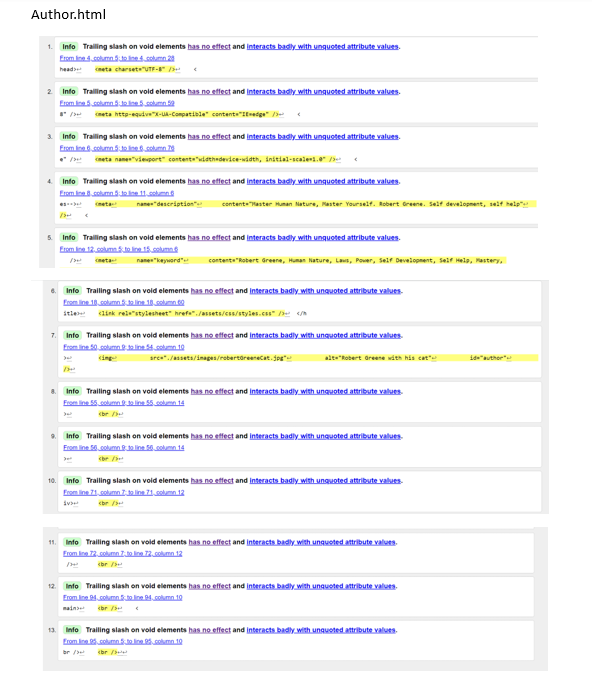 Author.html
1. Info Trailing slash on void elements has no effect and interacts badly with unquoted attribute values.
From line 4, column 5; to line 4, column 28
head>↩ <meta charset="UTF-8" />↩ <
2. Info Trailing slash on void elements has no effect and interacts badly with unquoted attribute values.
From line 5, column 5; to line 5, column 59
8" />↩ <meta http-equiv="X-UA-Compatible" content="IE=edge" />↩ <
3. Info Trailing slash on void elements has no effect and interacts badly with unquoted attribute values.
From line 6, column 5; to line 6, column 76
e" />↩ <meta name="viewport" content="width=device-width, initial-scale=1.0" />↩ <
4. Info Trailing slash on void elements has no effect and interacts badly with unquoted attribute values.
From line 8, column 5; to line 11, column 6
es-->↩ <meta↩ name="description"↩ content="Master Human Nature, Master Yourself. Robert Greene. Self development, self help"↩
/>↩ <
5. Info Trailing slash on void elements has no effect and interacts badly with unquoted attribute values.
From line 12, column 5; to line 15, column 6
/>↩ <meta↩ name="keyword"↩ content="Robert Greene, Human Nature, Laws, Power, Self Development, Self Help, Mastery,
6. Info Trailing slash on void elements has no effect and interacts badly with unquoted attribute values.
From line 18, column 5; to line 18, column 60
itle>↩ <link rel="stylesheet" href="./assets/css/styles.css" />↩ </h
7. Info Trailing slash on void elements has no effect and interacts badly with unquoted attribute values.
From line 50, column 9; to line 54, column 10
>↩ <img↩ src="./assets/images/robertGreeneCat.jpg"↩ alt="Robert Greene with his cat"↩ id="author"↩
/>↩
8. Info Trailing slash on void elements has no effect and interacts badly with unquoted attribute values.
From line 55, column 9; to line 55, column 14
>↩ <br />↩
9. Info Trailing slash on void elements has no effect and interacts badly with unquoted attribute values.
From line 56, column 9; to line 56, column 14
>↩ <br />↩
10. Info Trailing slash on void elements has no effect and interacts badly with unquoted attribute values.
From line 71, column 7; to line 71, column 12
iv>↩ <br />↩
11. Info Trailing slash on void elements has no effect and interacts badly with unquoted attribute values.
From line 72, column 7; to line 72, column 12
/>↩ <br />↩
12. Info Trailing slash on void elements has no effect and interacts badly with unquoted attribute values.
From line 94, column 5; to line 94, column 10
main>↩ <br />↩ <
13. Info Trailing slash on void elements has no effect and interacts badly with unquoted attribute values.
From line 95, column 5; to line 95, column 10
br />↩ <br />↩↩